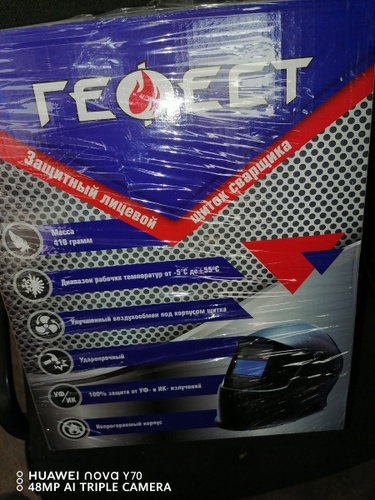 ГЕФЕСТ
Защитный лицевой
щиток сварщика
Масса
410 грамм
Диапазон рабочих температур от -5°С до +55°С
Улучшенный воздухообмен под корпусом щитка
Ударопрочный
УФ/ИК
100% защита от УФ- и ИК- излучений
Непрогораемый корпус
HUAWEI nova Y70
48MP AI TRIPLE CAMERA